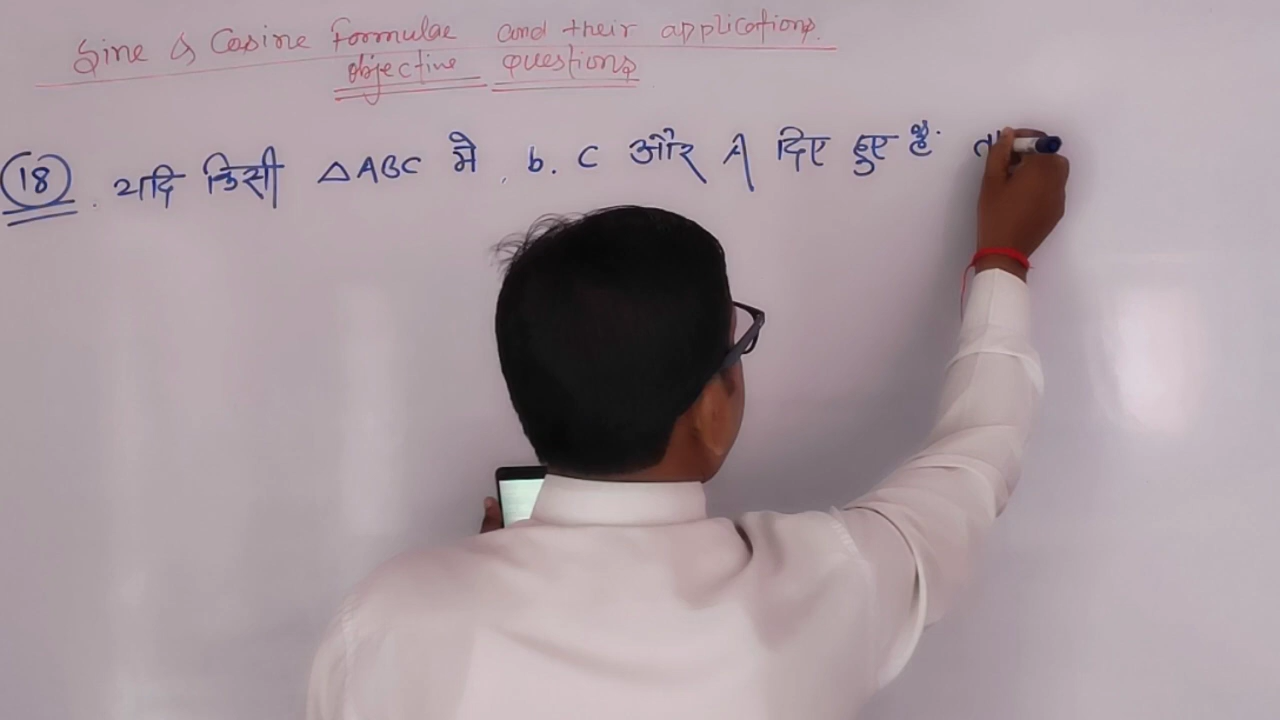 Sine & Cosine formulae and their applications.
objective questions
18. यदि किसी △ABC मे, b. c और A दिए हुए हैं